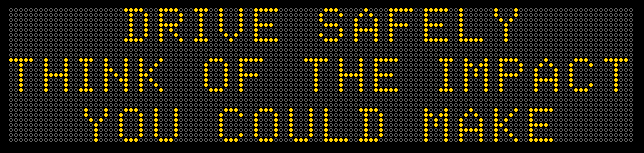 DRIVE SAFELY
THINK OF THE IMPACT
YOU COULD MAKE